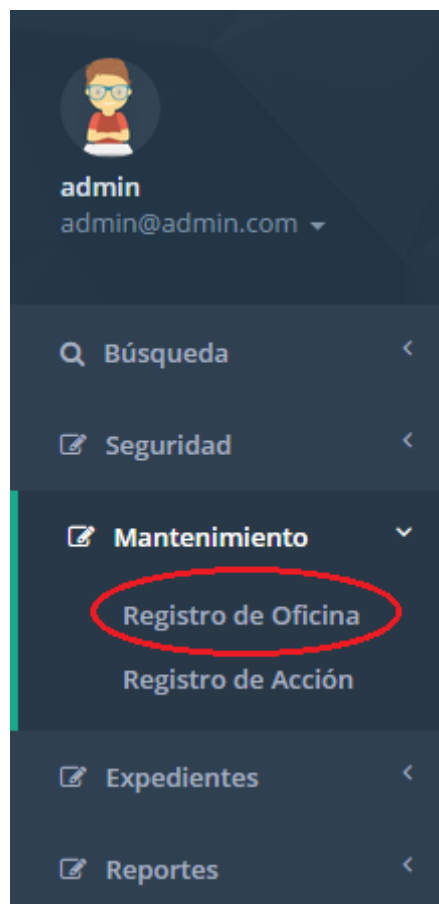 admin
admin@admin.com
Búsqueda
Seguridad
Mantenimiento
Registro de Oficina
Registro de Acción
Expedientes
Reportes